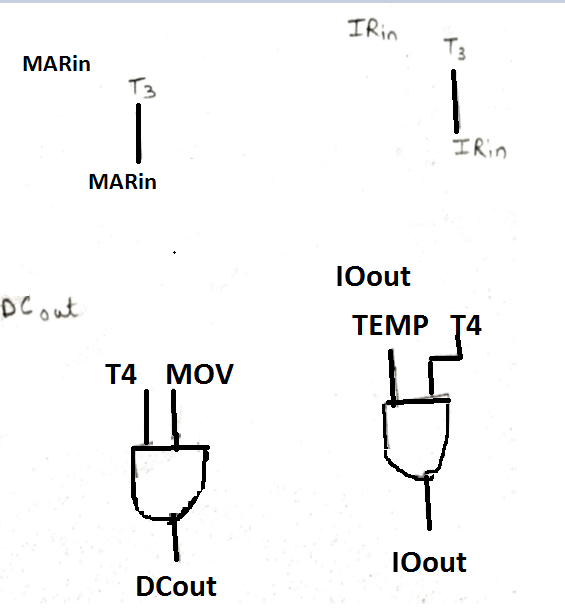 MARin
T3
MARin
IRin
T3
IRin
DCout
T4 MOV
DCout
IOout
TEMP T4
IOout